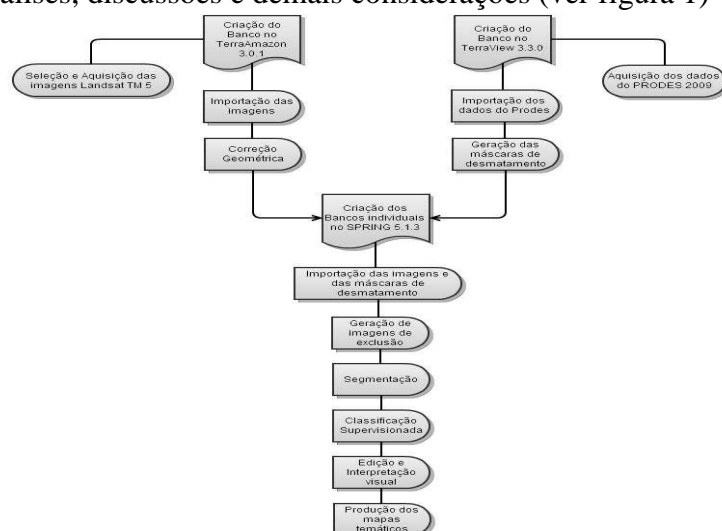 análises, discussões e demais considerações (ver figura 1)
Criação do
Banco no
TerraAmazon
3.0.1
Seleção e Aquisição das
imagens Landsat TM 5
Importação das
imagens
Correção
Geométrica
Criação do
Banco no
TerraView 3.3.0
Aquisição dos dados
do PRODES 2009
Importação dos
dados do Prodes
Geração das
máscaras de
desmatamento
Criação dos
Bancos individuais
no SPRING 5.1.3
Importação das imagens e
das máscaras de
desmatamento
Geração de
imagens de
exclusão
Segmentação
Classificação
Supervisionada
Edição e
Interpretação
visual
Produção dos
mapas
temáticos